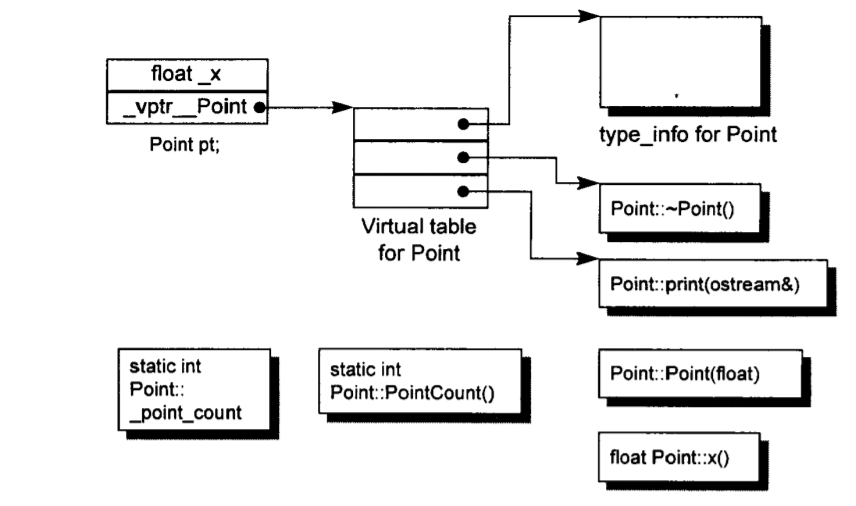 float _x
_vptr__Point
Point pt;
Virtual table
for Point
type_info for Point
Point::~Point()
Point::print(ostream&)
static int
Point::
_point_count
static int
Point::PointCount()
Point::Point(float)
float Point::x()